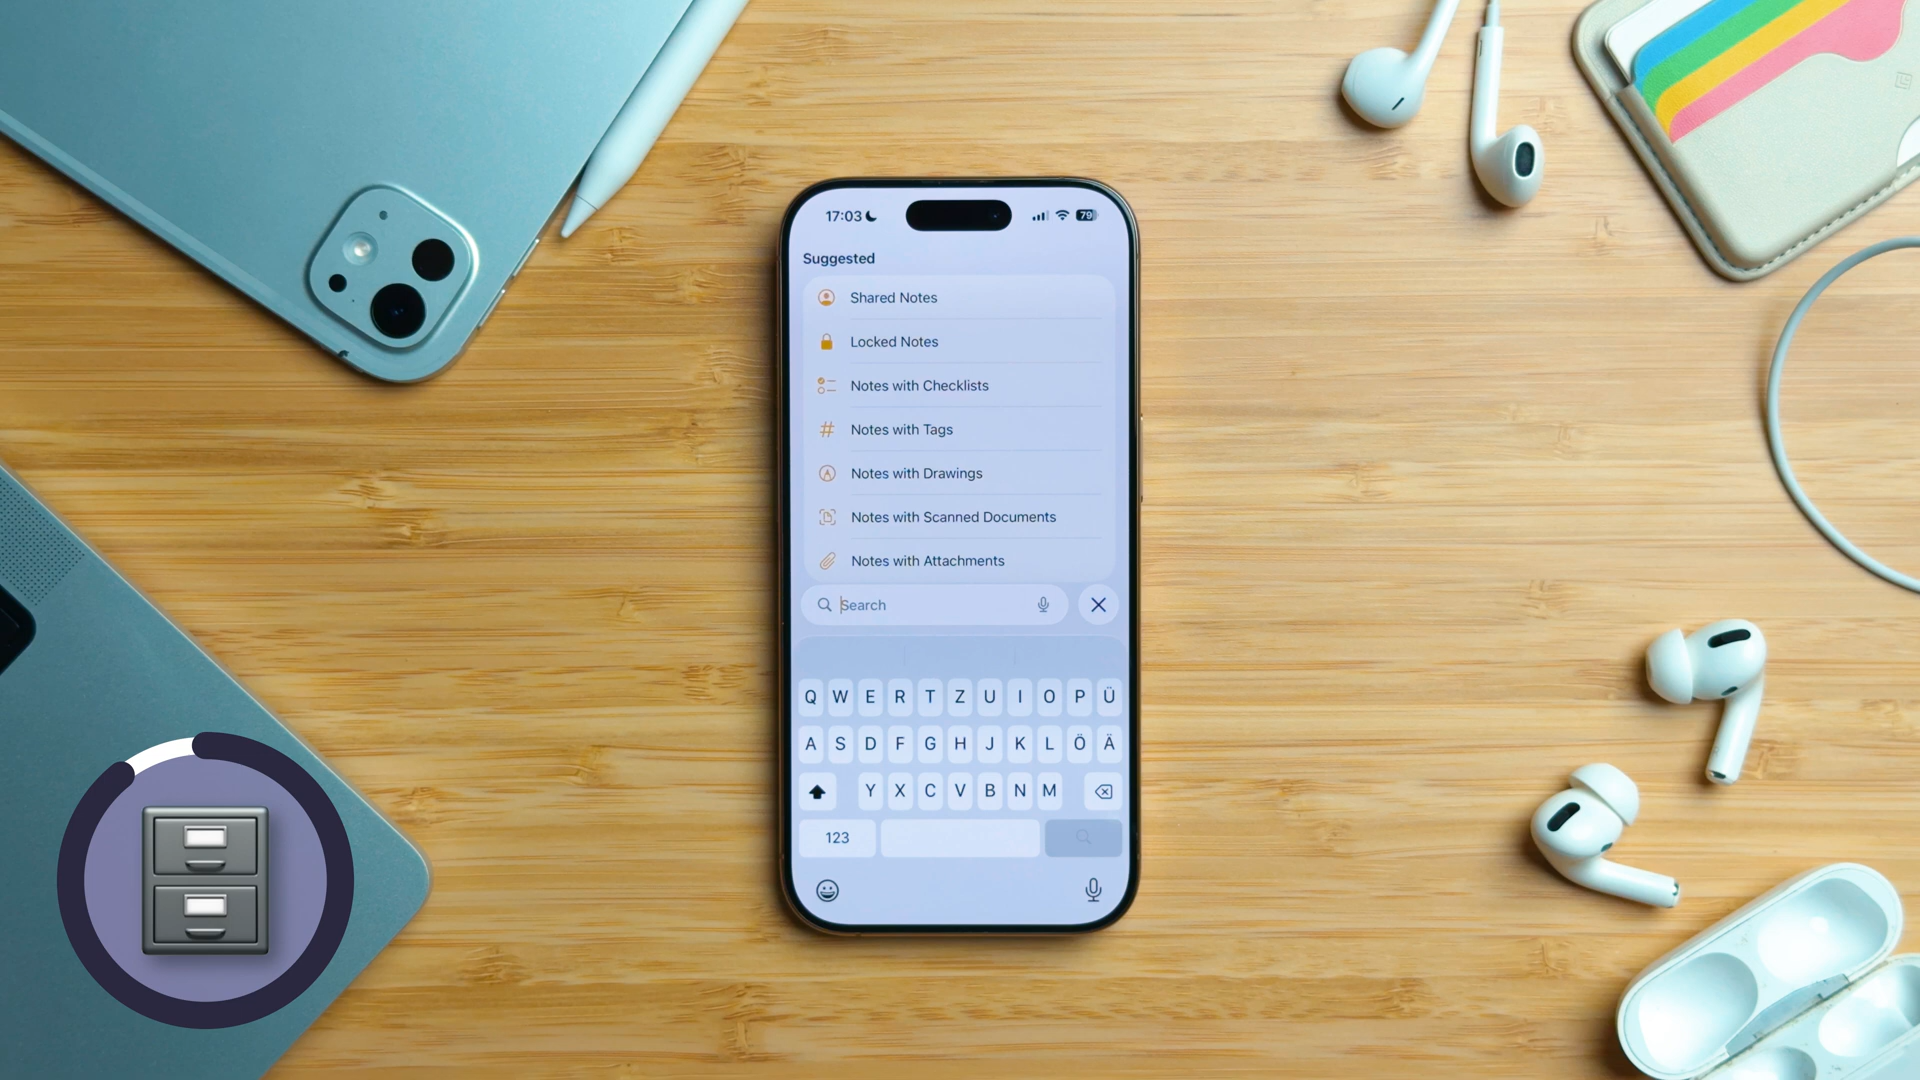 17:03
79
Suggested
Shared Notes
Locked Notes
Notes with Checklists
Notes with Tags
Notes with Drawings
Notes with Scanned Documents
Notes with Attachments
Search
Q W E R T Z U I O P Ü
A S D F G H J K L Ö Ä
Y X C V B N M
123